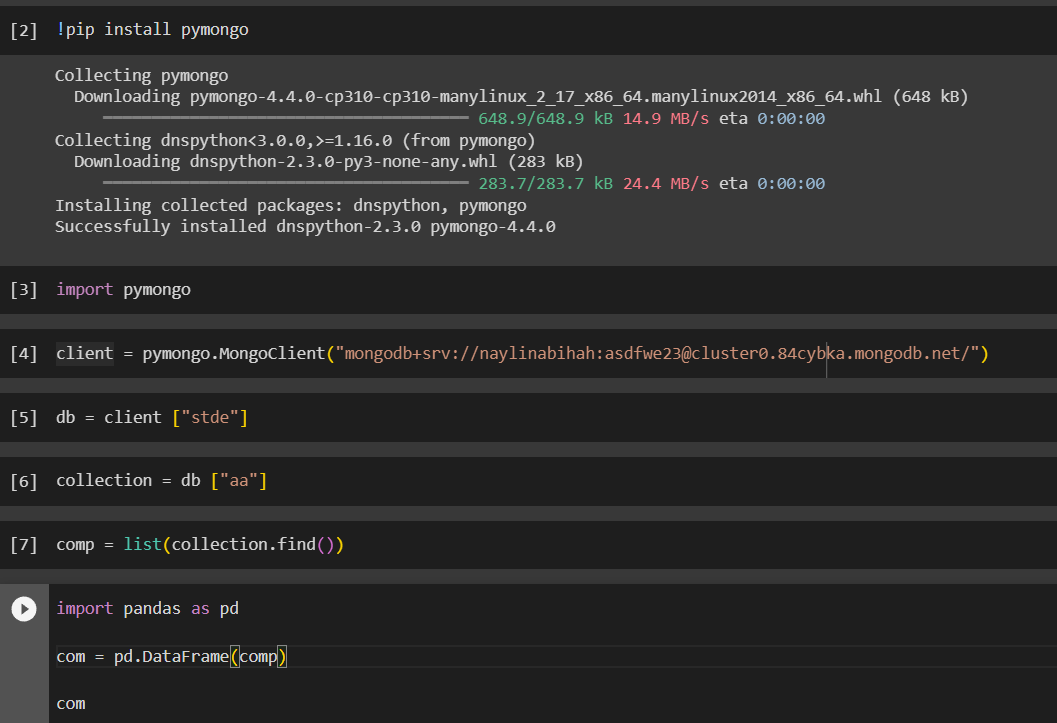 [2] !pip install pymongo
Collecting pymongo
Downloading pymongo-4.4.0-cp310-cp310-manylinux_2_17_x86_64.manylinux2014_x86_64.whl (648 kB)
648.9/648.9 kB 14.9 MB/s eta 0:00:00
Collecting dnspython<3.0.0,>=1.16.0 (from pymongo)
Downloading dnspython-2.3.0-py3-none-any.whl (283 kB)
283.7/283.7 kB 24.4 MB/s eta 0:00:00
Installing collected packages: dnspython, pymongo
Successfully installed dnspython-2.3.0 pymongo-4.4.0
[3] import pymongo
[4] client = pymongo.MongoClient("mongodb+srv://naylinabihah:asdfwe23@cluster0.84cybka.mongodb.net/")
[5] db = client ["stde"]
[6] collection = db ["aa"]
[7] comp = list(collection.find())
import pandas as pd
com = pd.DataFrame(comp)
com